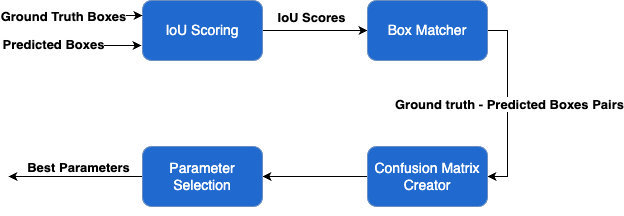 Ground Truth Boxes
Predicted Boxes
IoU Scoring
IoU Scores
Box Matcher
Ground truth - Predicted Boxes Pairs
Confusion Matrix
Creator
Parameter
Selection
Best Parameters